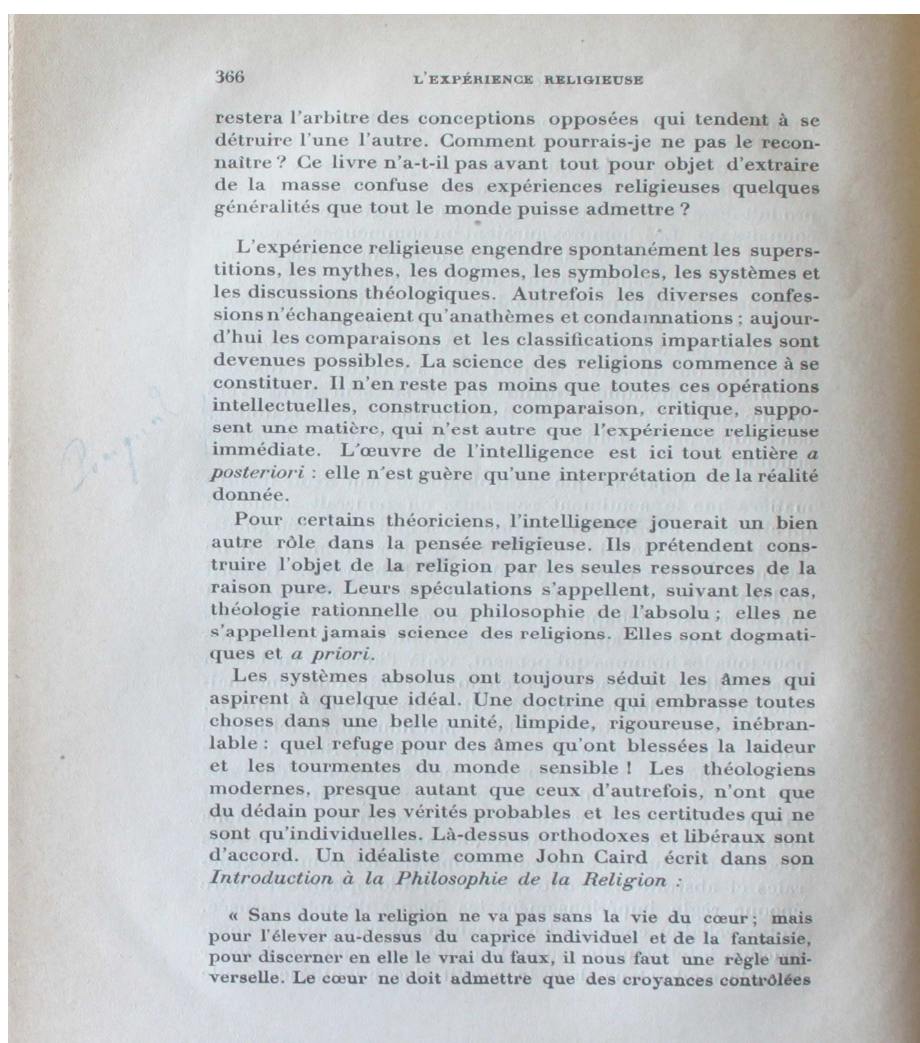 366
L'EXPÉRIENCE RELIGIEUSE
restera l'arbitre des conceptions opposées qui tendent à se
détruire l'une l'autre. Comment pourrais-je ne pas le recon-
naître ? Ce livre n'a-t-il pas avant tout pour objet d'extraire
de la masse confuse des expériences religieuses quelques
généralités que tout le monde puisse admettre ?
L'expérience religieuse engendre spontanément les supers-
titions, les mythes, les dogmes, les symboles, les systèmes et
les discussions théologiques. Autrefois les diverses confes-
sions n'échangeaient qu'anathèmes et condamnations ; aujour-
d'hui les comparaisons et les classifications impartiales sont
devenues possibles. La science des religions commence à se
constituer. Il n'en reste pas moins que toutes ces opérations
intellectuelles, construction, comparaison, critique, suppo-
sent une matière, qui n'est autre que l'expérience religieuse
immédiate. L'œuvre de l'intelligence est ici tout entière a
posteriori : elle n'est guère qu'une interprétation de la réalité
donnée.
Pour certains théoriciens, l'intelligence jouerait un bien
autre rôle dans la pensée religieuse. Ils prétendent cons-
truire l'objet de la religion par les seules ressources de la
raison pure. Leurs spéculations s'appellent, suivant les cas,
théologie rationnelle ou philosophie de l'absolu ; elles ne
s'appellent jamais science des religions. Elles sont dogmati-
ques et a priori.
Les systèmes absolus ont toujours séduit les âmes qui
aspirent à quelque idéal. Une doctrine qui embrasse toutes
choses dans une belle unité, limpide, rigoureuse, inébran-
lable : quel refuge pour des âmes qu'ont blessées la laideur
et les tourmentes du monde sensible ! Les théologiens
modernes, presque autant que ceux d'autrefois, n'ont que
du dédain pour les vérités probables et les certitudes qui ne
sont qu'individuelles. Là-dessus orthodoxes et libéraux sont
d'accord. Un idéaliste comme John Caird écrit dans son
Introduction à la Philosophie de la Religion :
« Sans doute la religion ne va pas sans la vie du cœur ; mais
pour l'élever au-dessus du caprice individuel et de la fantaisie,
pour discerner en elle le vrai du faux, il nous faut une règle uni-
verselle. Le cœur ne doit admettre que des croyances contrôlées